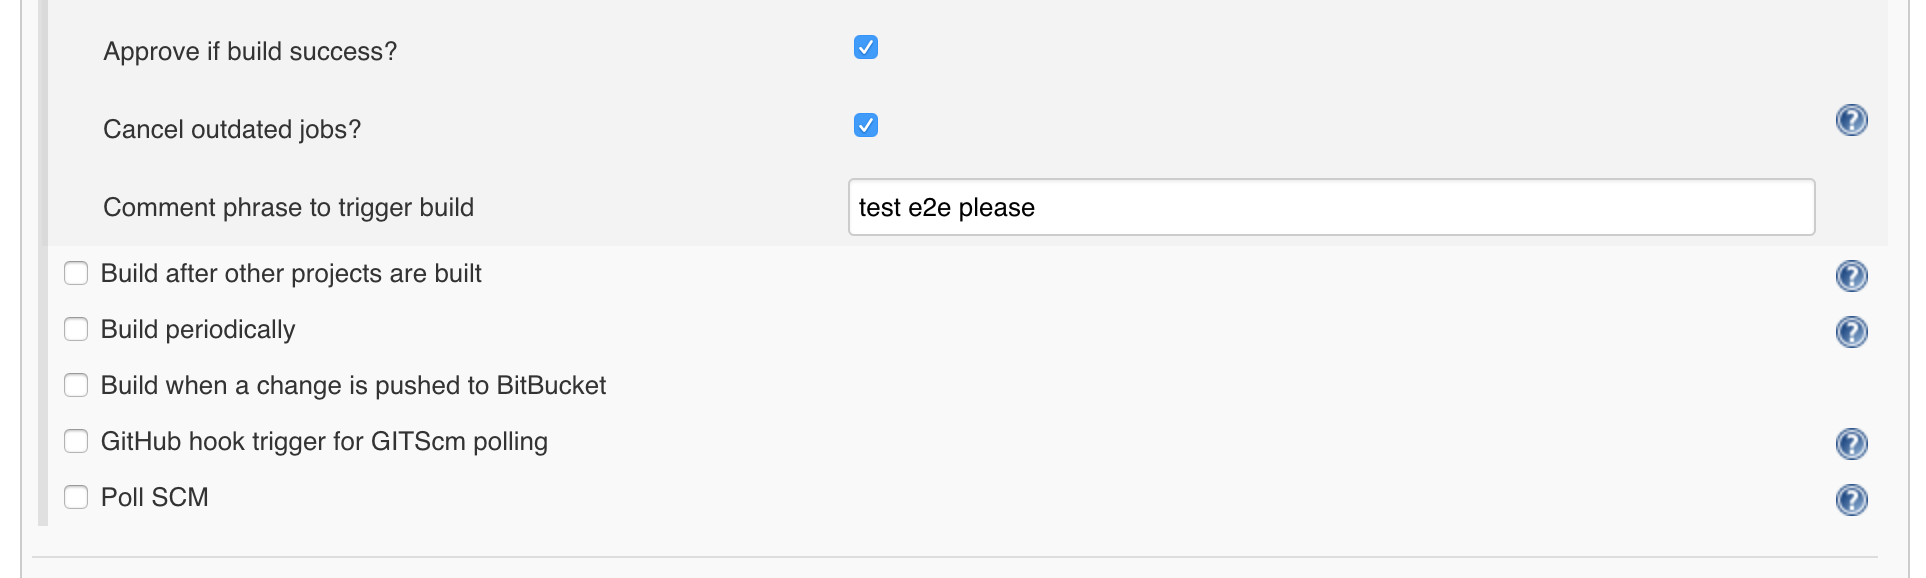 Approve if build success?
Cancel outdated jobs?
Comment phrase to trigger build test e2e please
Build after other projects are built
Build periodically
Build when a change is pushed to BitBucket
GitHub hook trigger for GITScm polling
Poll SCM